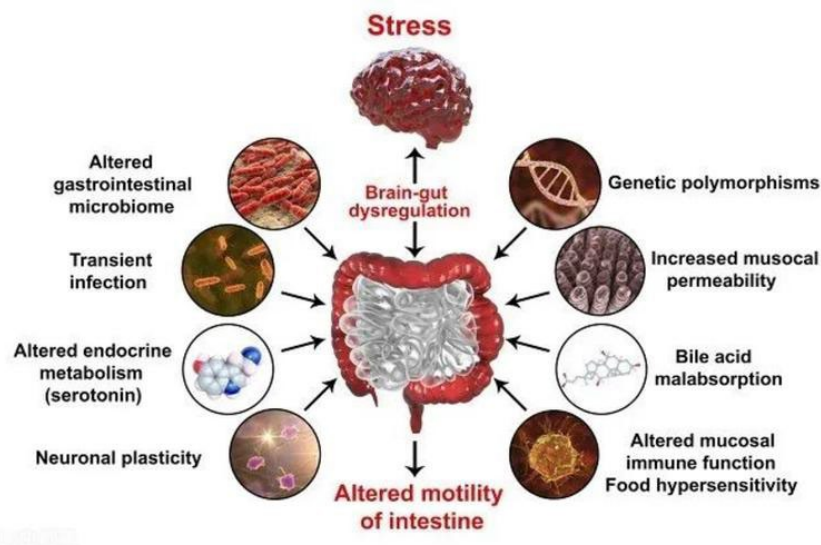 Stress
Altered
gastrointestinal
microbiome
Brain-gut
dysregulation
Genetic polymorphisms
Transient
infection
Increased musocal
permeability
Altered endocrine
metabolism
(serotonin)
Bile acid
malabsorption
Neuronal plasticity
Altered mucosal
immune function
Food hypersensitivity
Altered motility
of intestine